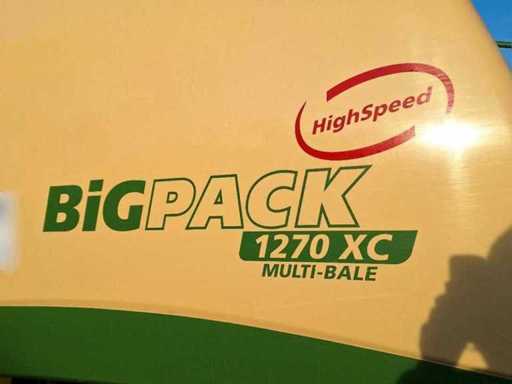 HighSpeed
BiGPACK
1270 XC
MULTI-BALE